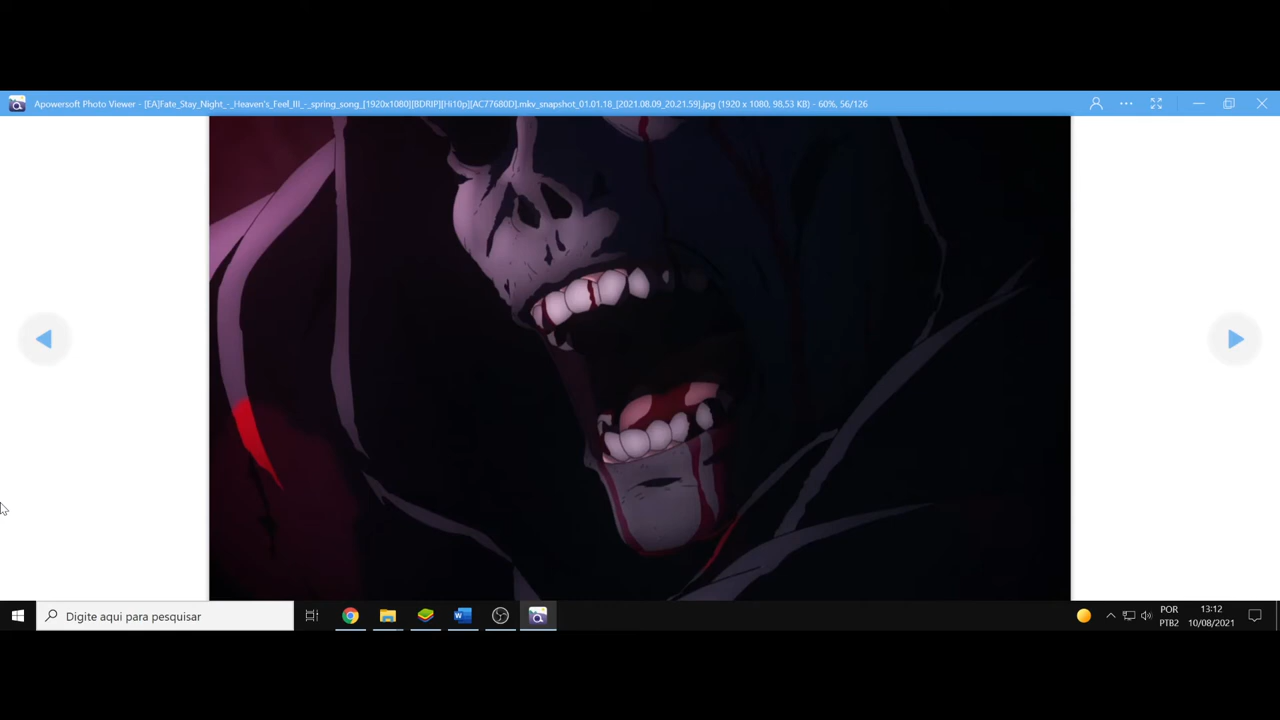 Apowersoft Photo Viewer - [EA]Fate_Stay_Night_-_Heaven's_Feel_III_-_spring_song_[1920x1080][BDRIP][Hi10p][AC77680D].mkv_snapshot_01.01.18_[2021.08.09_20.21.59].jpg (1920 x 1080, 98,53 KB) - 60%, 56/126
Digite aqui para pesquisar
POR
PTB2
13:12
10/08/2021